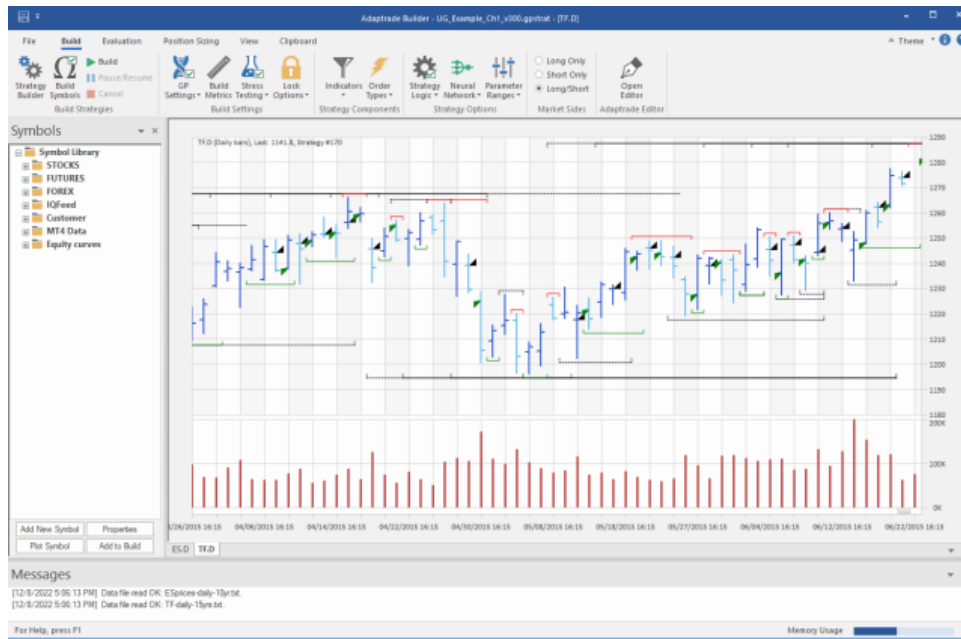 Adaptrade Builder - UG_Example_Ch1_v300.gpstrat - [TF.D]
File Build Evaluation Position Sizing View Clipboard Theme
Strategy Builder
Build Symbols
Build
Pause/Resume
Cancel
Build Strategies
GP Settings
Build Metrics
Stress Testing
Lock Options
Build Settings
Indicators
Order Types
Strategy Components
Strategy Logic
Neural Network
Parameter Ranges
Strategy Options
Long Only
Short Only
Long/Short
Market Sides
Open Editor
Adaptrade Editor
Symbols
Symbol Library
STOCKS
FUTURES
FOREX
IQFeed
Customer
MT4 Data
Equity curves
Add New Symbol Properties
Plot Symbol Add to Build
TF.D (Daily bars), Last: 1141.8, Strategy #170
1290
1280
1270
1260
1250
1240
1230
1220
1210
1200
1190
1180
200K
100K
0K
/26/2015 16:15 04/06/2015 16:15 04/14/2015 16:15 04/22/2015 16:15 04/30/2015 16:15 05/08/2015 16:15 05/18/2015 16:15 05/27/2015 16:15 06/04/2015 16:15 06/12/2015 16:15 06/22/2015 16:15
ES.D TF.D
Messages
[12/8/2022 5:06:13 PM] Data file read OK: ESprices-daily-10yr.txt.
[12/8/2022 5:06:13 PM] Data file read OK: TF-daily-15yrs.txt.
For Help, press F1 Memory Usage